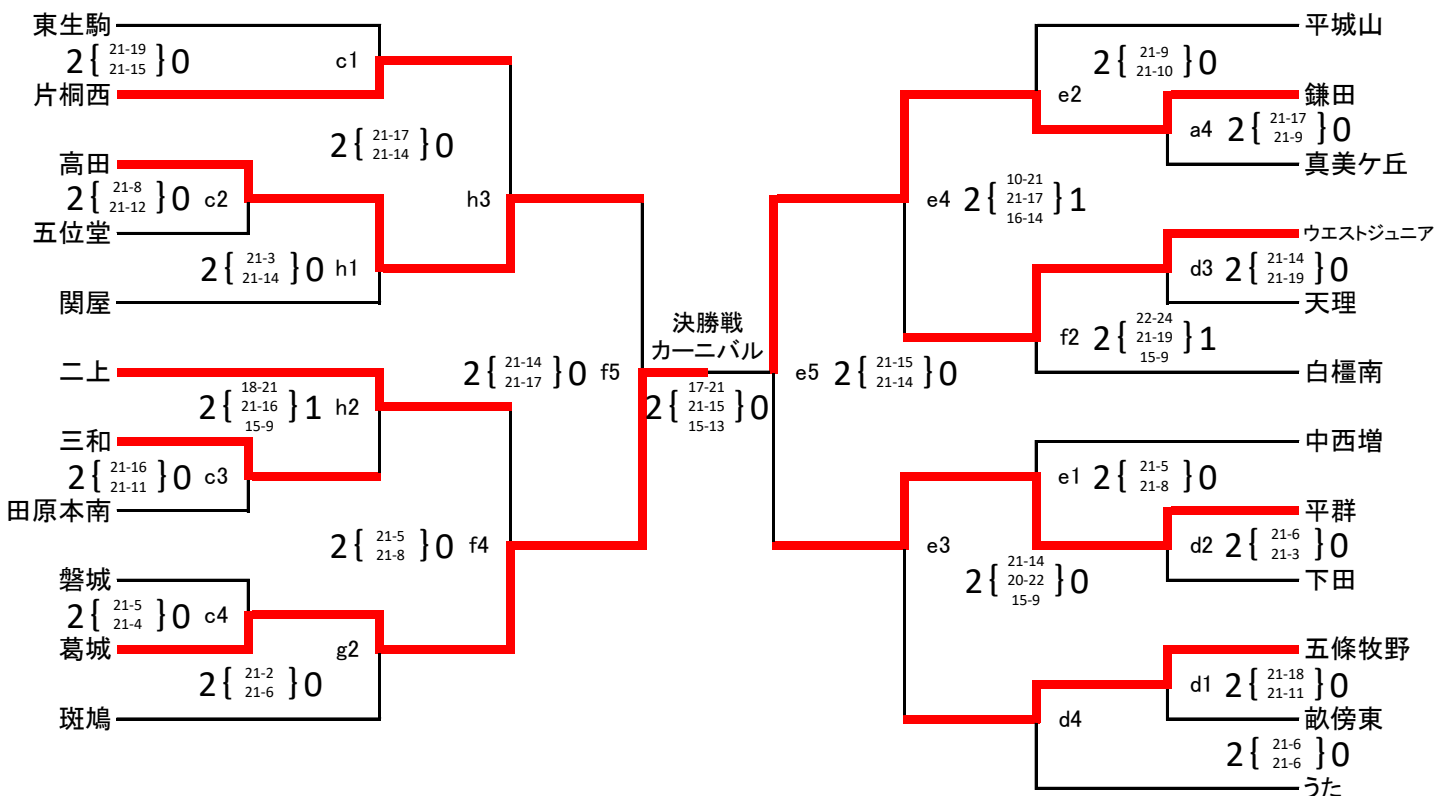 東生駒
2{ 21-19 }0
21-15
c1
片桐西
2{ 21-17 }0
21-14
高田
2{ 21-8 }0 c2
21-12
h3
五位堂
2{ 21-3 }0 h1
21-14
関屋
二上
2{ 18-21 }1 h2
21-16
15-9
三和
2{ 21-16 }0 c3
21-11
田原本南
2{ 21-14 }0 f5
21-17
2{ 21-5 }0 f4
21-8
磐城
2{ 21-5 }0 c4
21-4
葛城
g2
2{ 21-2 }0
21-6
斑鳩
決勝戦
カーニバル
2{ 17-21 }0
21-15
15-13
平城山
2{ 21-9 }0
21-10
e2
鎌田
a4 2{ 21-17 }0
21-9
真美ケ丘
e4 2{ 10-21 }1
21-17
16-14
ウエストジュニア
d3 2{ 21-14 }0
21-19
天理
f2 2{ 22-24 }1
21-19
15-9
白橿南
e5 2{ 21-15 }0
21-14
中西増
e1 2{ 21-5 }0
21-8
平群
d2 2{ 21-6 }0
21-3
下田
e3
2{ 21-14 }0
20-22
15-9
五條牧野
d1 2{ 21-18 }0
21-11
畝傍東
d4
2{ 21-6 }0
21-6
うた